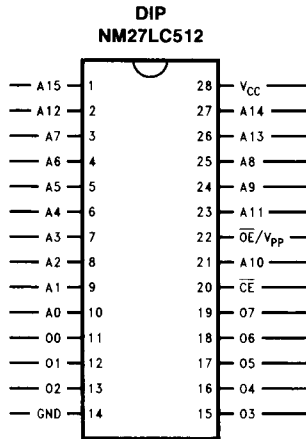 DIP
NM27LC512
A15 1 28 VCC
A12 2 27 A14
A7 3 26 A13
A6 4 25 A8
A5 5 24 A9
A4 6 23 A11
A3 7 22 O̅E̅/VPP
A2 8 21 A10
A1 9 20 C̅E̅
A0 10 19 O7
O0 11 18 O6
O1 12 17 O5
O2 13 16 O4
GND 14 15 O3